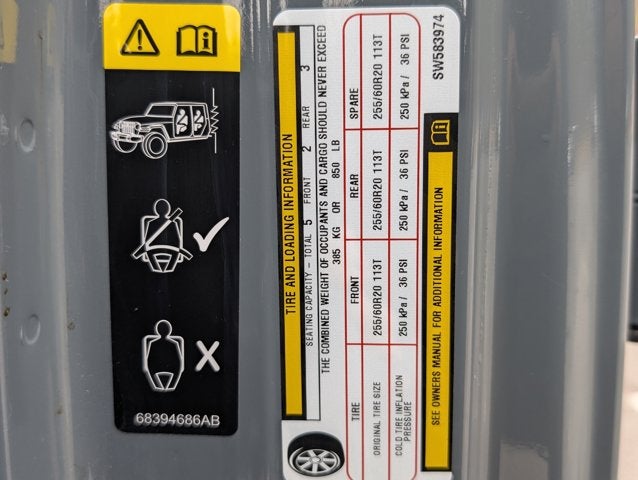 68394686AB
TIRE AND LOADING INFORMATION
SEATING CAPACITY - TOTAL 5 FRONT 2 REAR 3
THE COMBINED WEIGHT OF OCCUPANTS AND CARGO SHOULD NEVER EXCEED
385 KG OR 850 LB
TIRE FRONT REAR SPARE
ORIGINAL TIRE SIZE 255/60R20 113T 255/60R20 113T 255/60R20 113T
COLD TIRE INFLATION
PRESSURE 250 kPa / 36 PSI 250 kPa / 36 PSI 250 kPa / 36 PSI
SEE OWNERS MANUAL FOR ADDITIONAL INFORMATION
SW583974